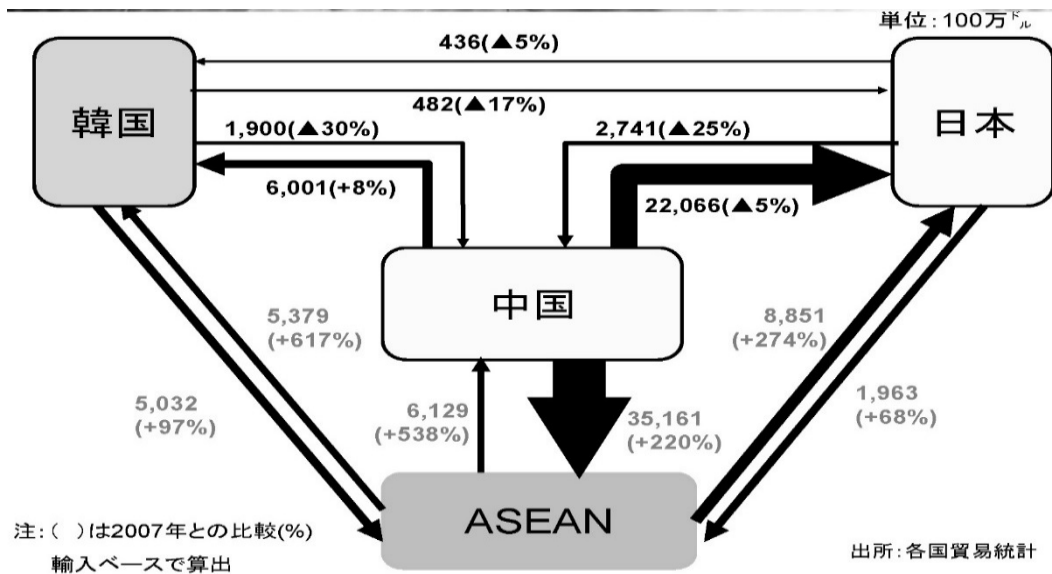 単位：100万㌦
436(▲5%)
482(▲17%)
韓国
日本
1,900(▲30%)
2,741(▲25%)
6,001(+8%)
22,066(▲5%)
中国
5,379
(+617%)
8,851
(+274%)
5,032
(+97%)
6,129
(+538%)
35,161
(+220%)
1,963
(+68%)
ASEAN
注：（　）は2007年との比較(%)
輸入ベースで算出
出所：各国貿易統計